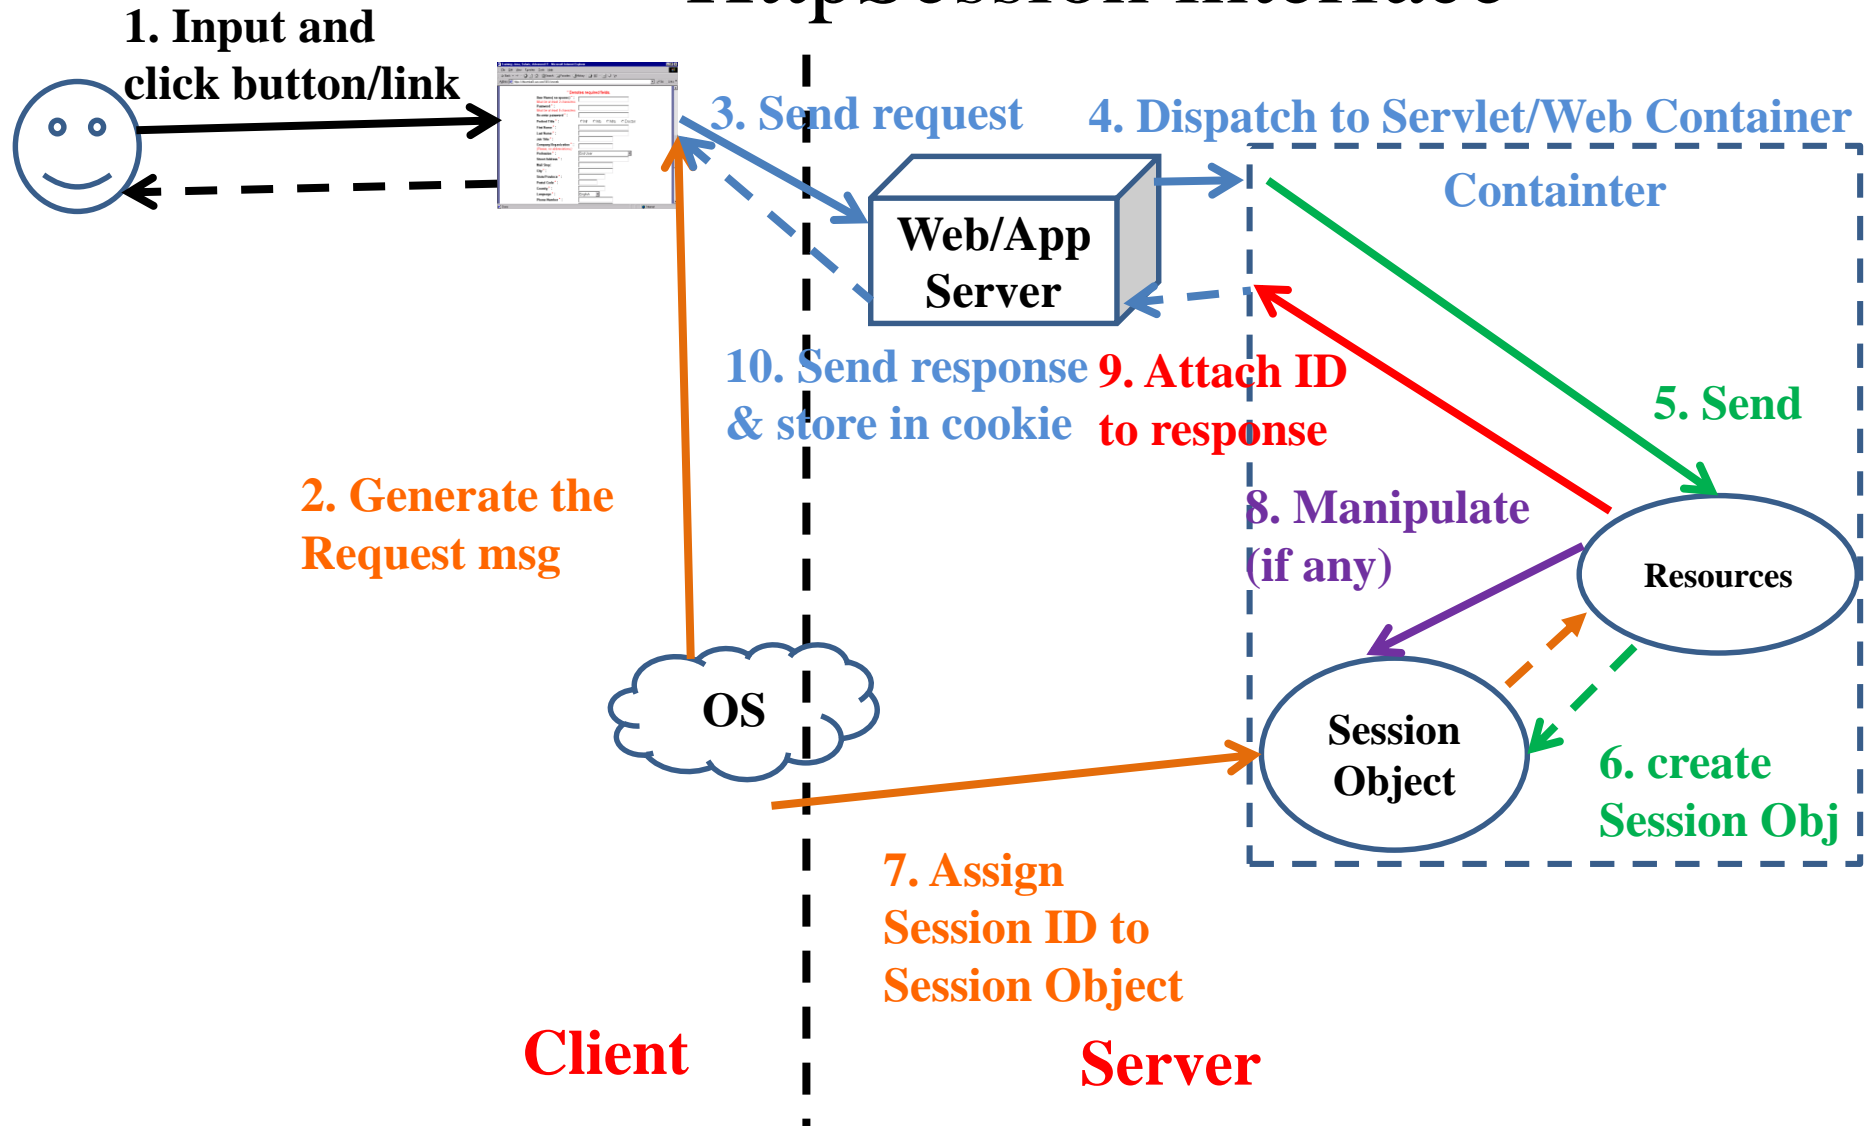 HttpSession interface
1. Input and
click button/link
3. Send request
4. Dispatch to Servlet/Web Container
Containter
Web/App
Server
10. Send response
& store in cookie
9. Attach ID
to response
5. Send
2. Generate the
Request msg
8. Manipulate
(if any)
Resources
OS
Session
Object
6. create
Session Obj
7. Assign
Session ID to
Session Object
Client
Server